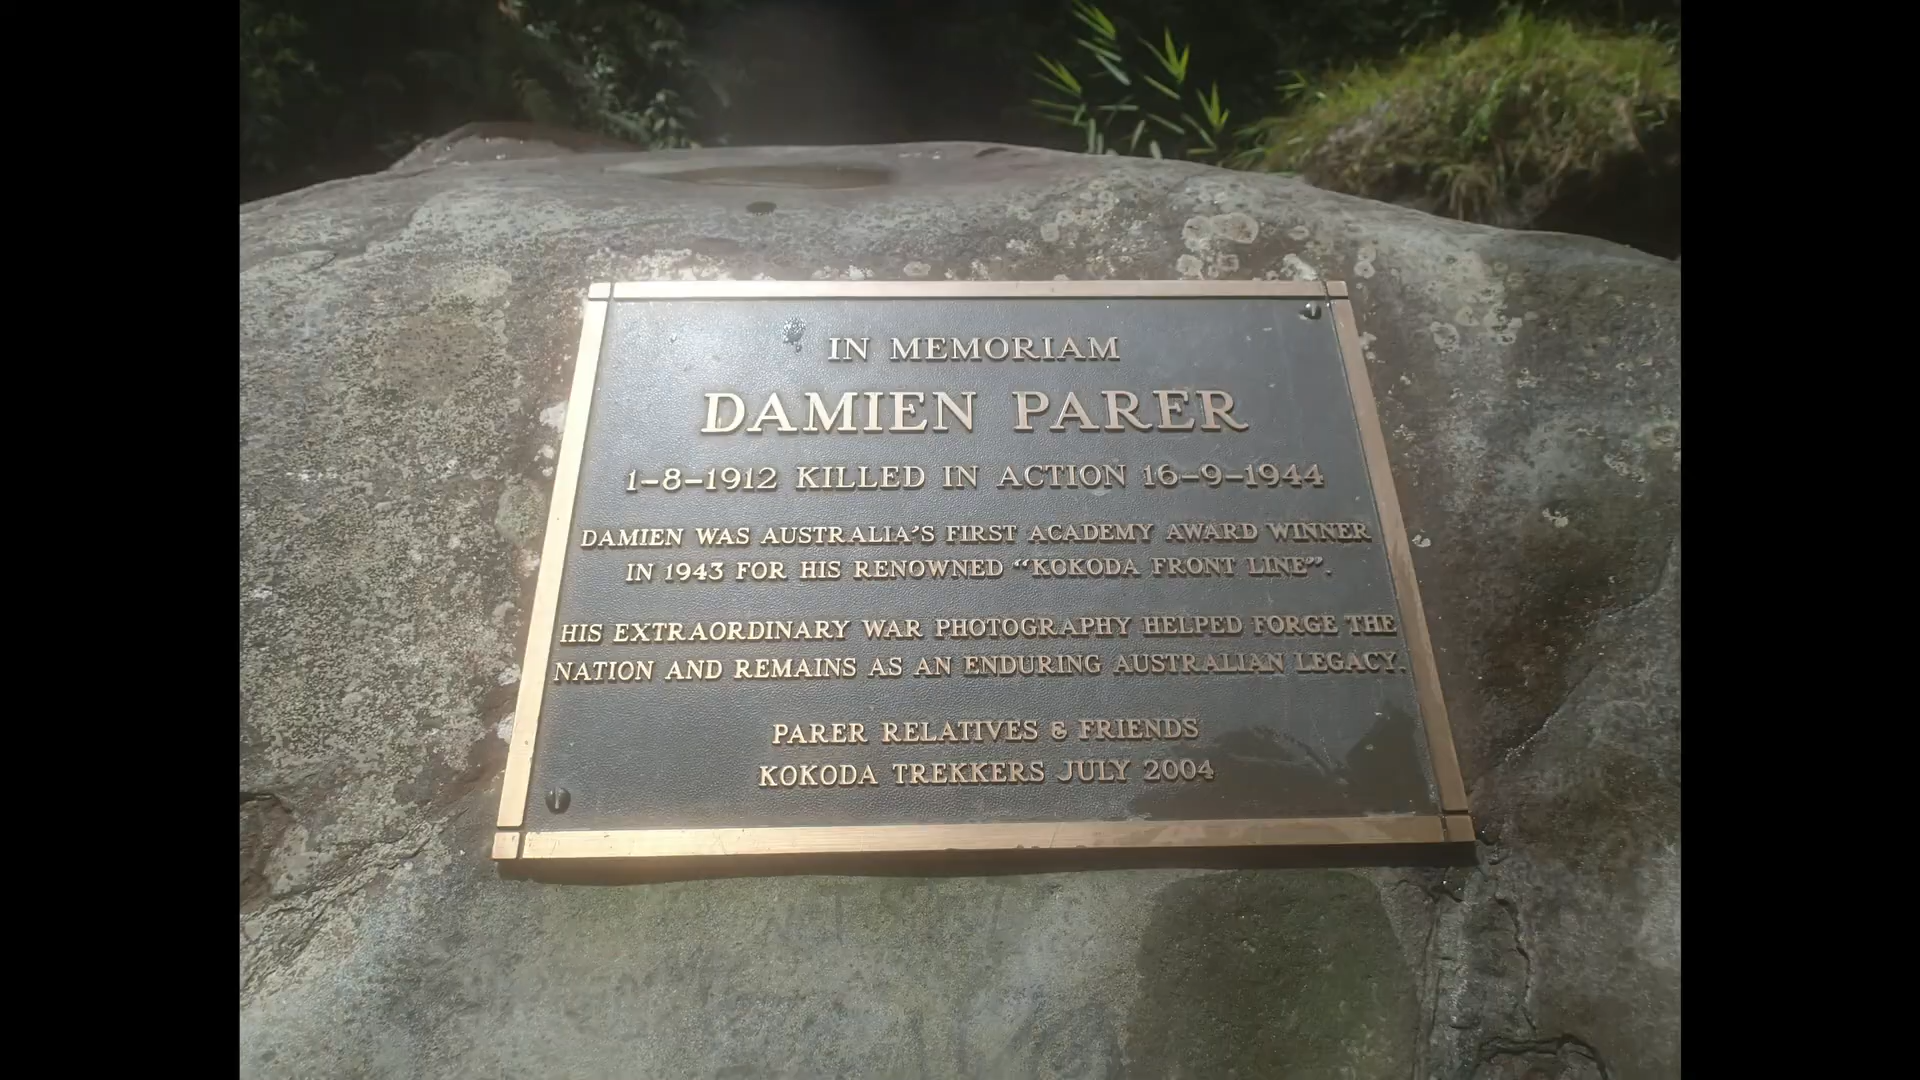 IN MEMORIAM
DAMIEN PARER
1-8-1912 KILLED IN ACTION 16-9-1944
DAMIEN WAS AUSTRALIA'S FIRST ACADEMY AWARD WINNER
IN 1943 FOR HIS RENOWNED "KOKODA FRONT LINE".
HIS EXTRAORDINARY WAR PHOTOGRAPHY HELPED FORGE THE
NATION AND REMAINS AS AN ENDURING AUSTRALIAN LEGACY.
PARER RELATIVES & FRIENDS
KOKODA TREKKERS JULY 2004